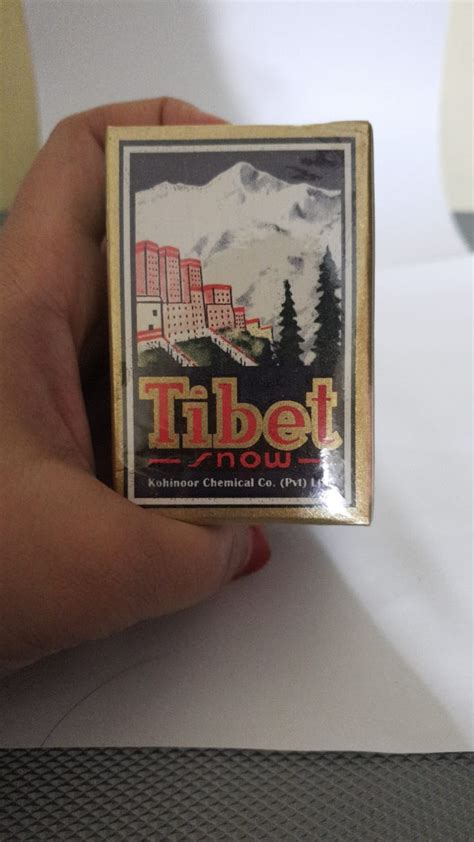 Tibet
snow
Kohinoor Chemical Co. (Pvt)